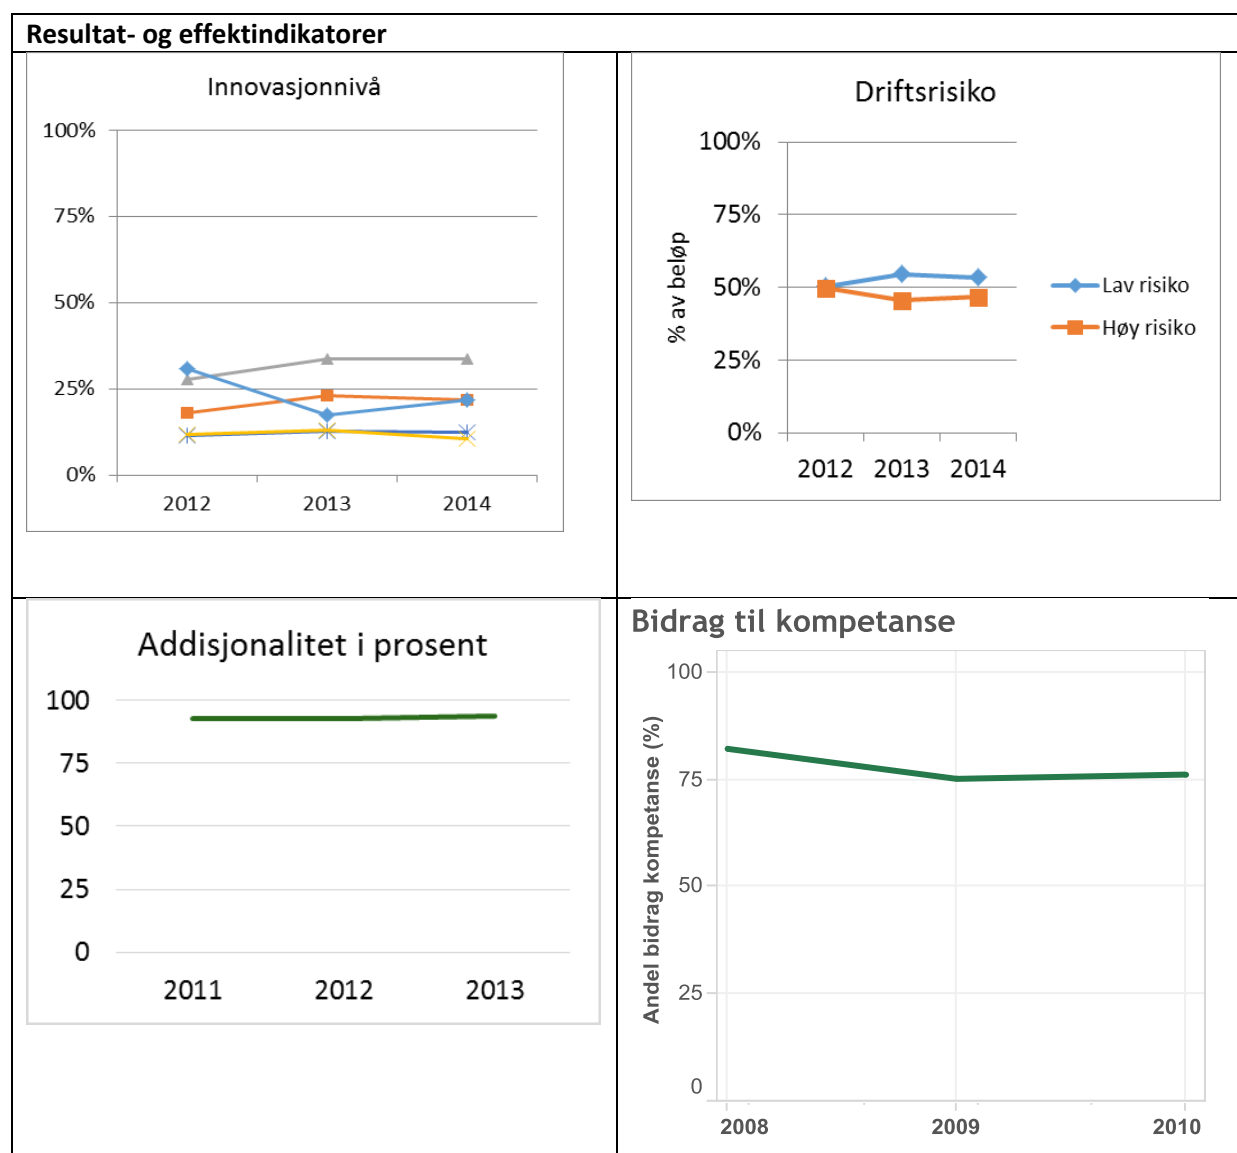 Resultat- og effektindikatorer
Innovasjonnivå
100%
75%
50%
25%
0%
2012 2013 2014
Driftsrisiko
% av beløp
100%
75%
50%
25%
0%
2012 2013 2014
Lav risiko
Høy risiko
Addisjonalitet i prosent
100
75
50
25
0
2011 2012 2013
Bidrag til kompetanse
Andel bidrag kompetanse (%)
100
75
50
25
0
2008 2009 2010